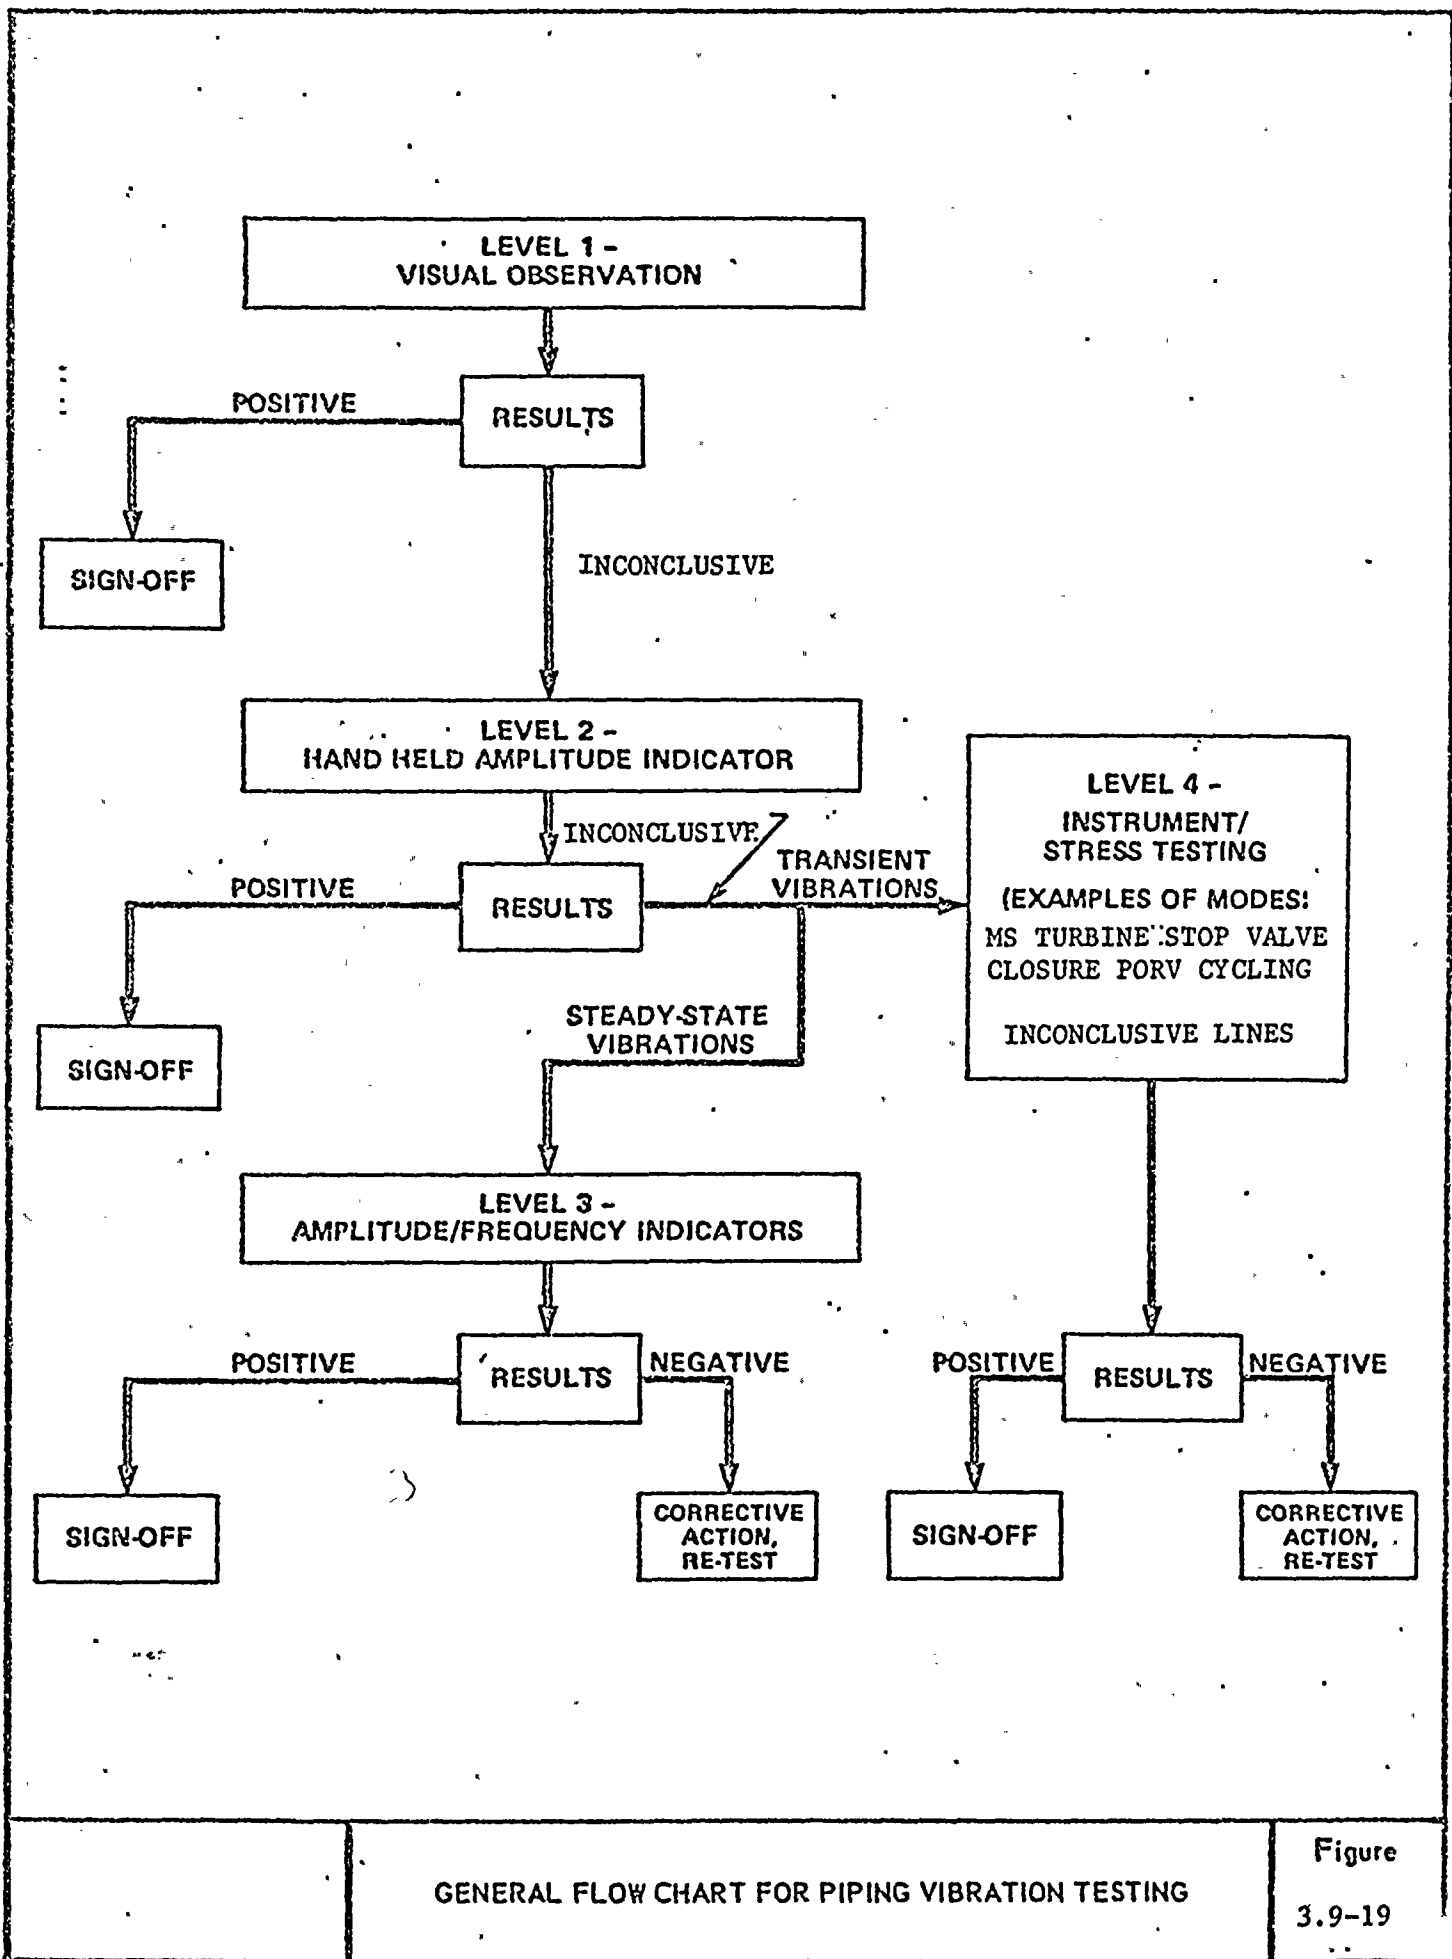 LEVEL 1 -
VISUAL OBSERVATION
POSITIVE
RESULTS
SIGN-OFF
INCONCLUSIVE
LEVEL 2 -
HAND HELD AMPLITUDE INDICATOR
INCONCLUSIVE
POSITIVE
RESULTS
TRANSIENT
VIBRATIONS
SIGN-OFF
STEADY-STATE
VIBRATIONS
LEVEL 4 -
INSTRUMENT/
STRESS TESTING
(EXAMPLES OF MODES:
MS TURBINE STOP VALVE
CLOSURE PORV CYCLING
INCONCLUSIVE LINES
LEVEL 3 -
AMPLITUDE/FREQUENCY INDICATORS
POSITIVE
RESULTS
NEGATIVE
SIGN-OFF
CORRECTIVE
ACTION,
RE-TEST
POSITIVE
RESULTS
NEGATIVE
SIGN-OFF
CORRECTIVE
ACTION,
RE-TEST
GENERAL FLOW CHART FOR PIPING VIBRATION TESTING
Figure
3.9-19